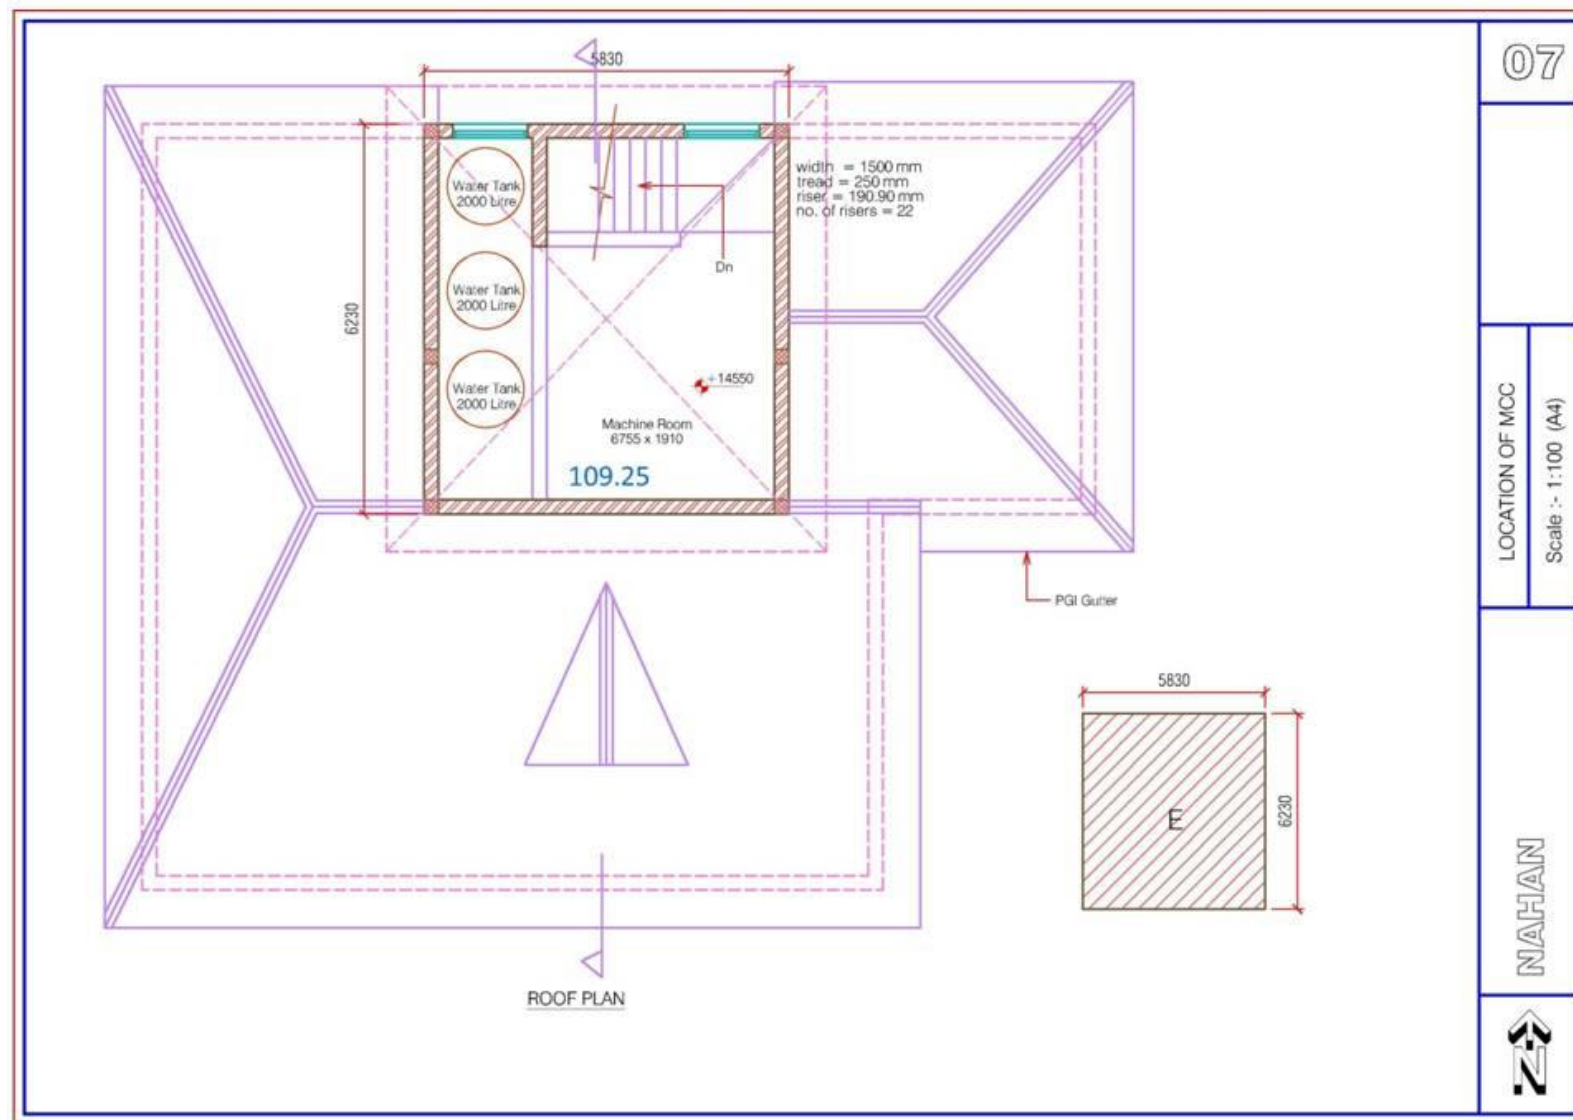 5830
07
Water Tank
2000 Litre
width = 1500 mm
tread = 250 mm
riser = 190.90 mm
no. of risers = 22
Dn
Water Tank
2000 Litre
6230
+14550
Water Tank
2000 Litre
Machine Room
6755 x 1910
109.25
LOCATION OF MCC
Scale :- 1:100 (A4)
PGI Gutter
5830
E
6230
NAHAN
ROOF PLAN
N